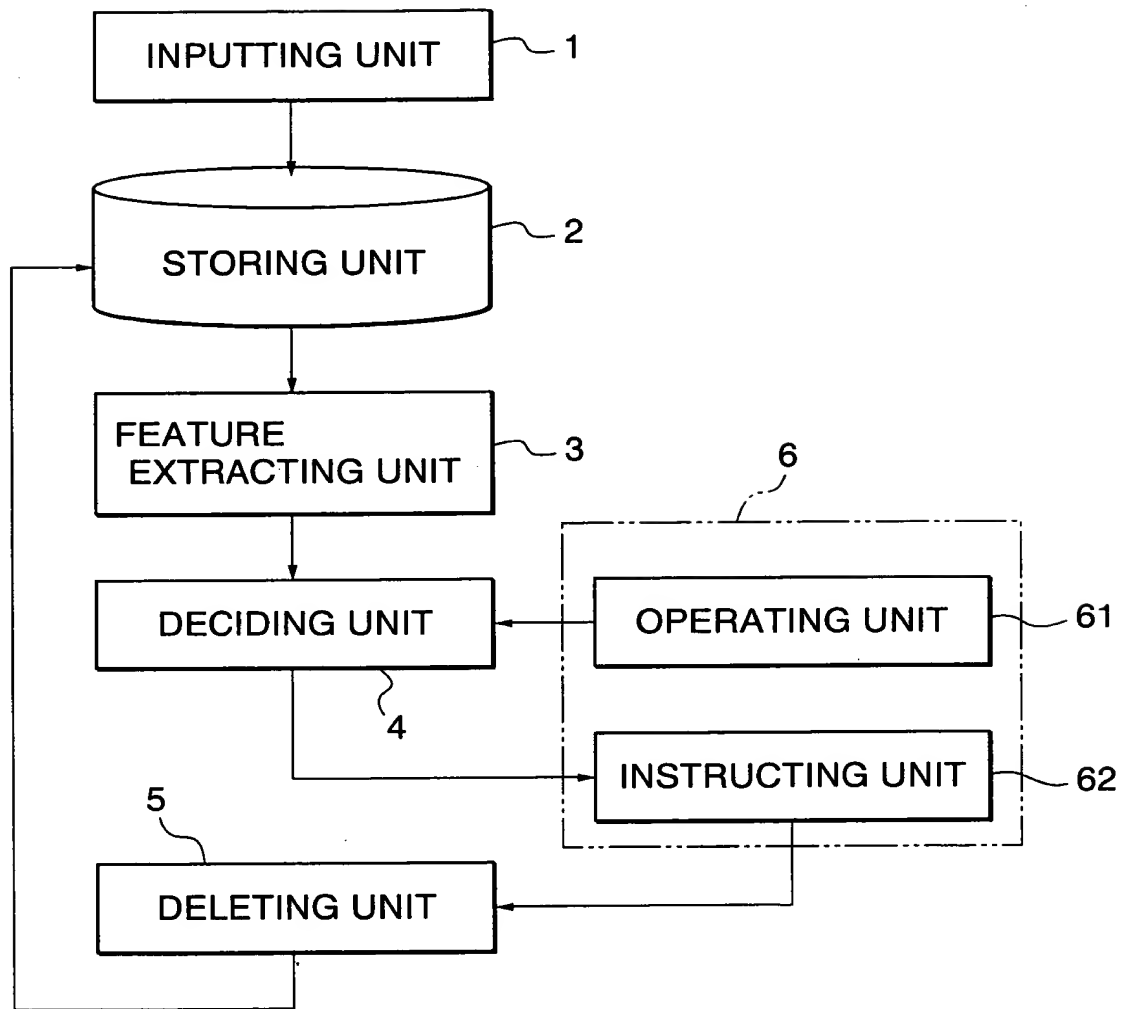 INPUTTING UNIT
1
STORING UNIT
2
FEATURE
EXTRACTING UNIT
3
6
DECIDING UNIT
4
OPERATING UNIT
61
INSTRUCTING UNIT
62
5
DELETING UNIT